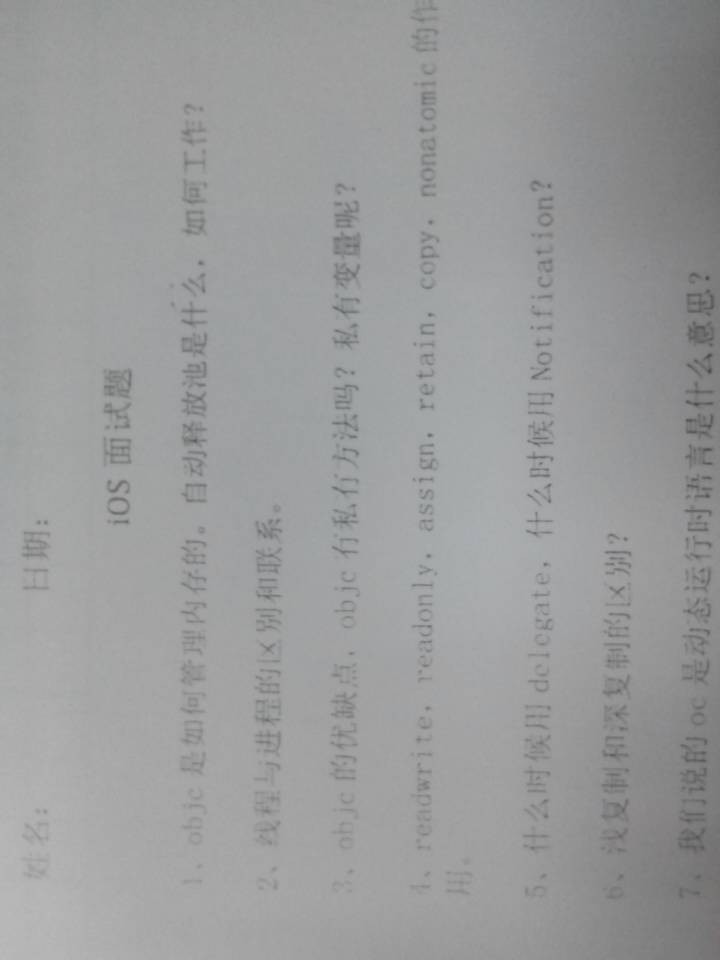 姓名： 日期：
iOS 面试题
1、objc 是如何管理内存的。自动释放池是什么，如何工作？
2、线程与进程的区别和联系。
3、objc 的优缺点，objc 有私有方法吗？私有变量呢？
4、readwrite，readonly，assign，retain，copy，nonatomic 的作
用。
5、什么时候用 delegate，什么时候用 Notification？
6、浅复制和深复制的区别？
7、我们说的 oc 是动态运行时语言是什么意思？